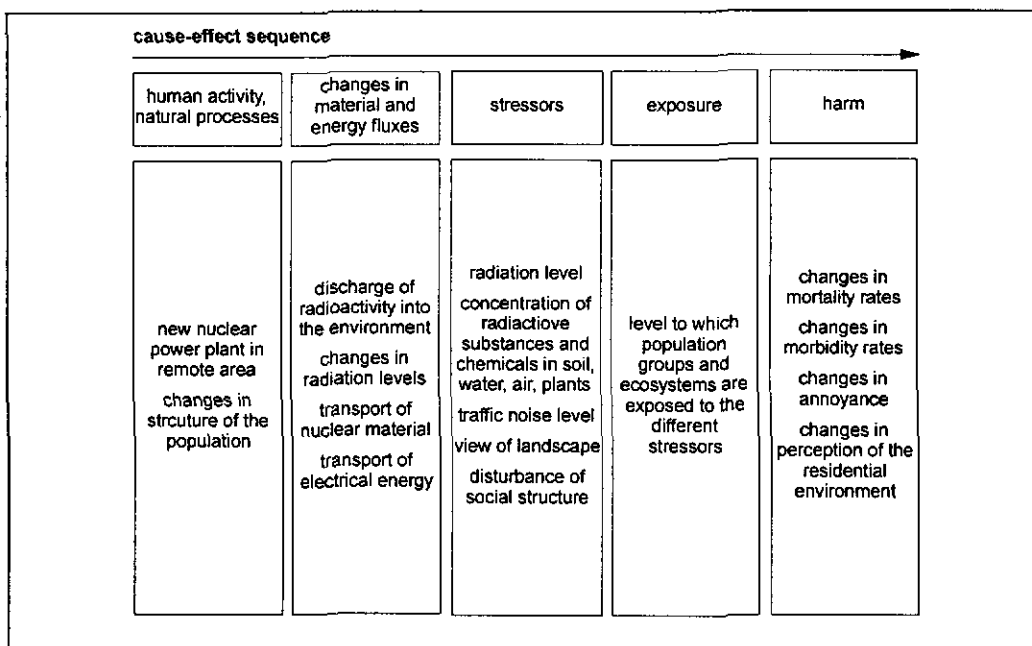 cause-effect sequence
human activity,
natural processes
changes in
material and
energy fluxes
stressors
exposure
harm
new nuclear
power plant in
remote area
changes in
strcuture of the
population
discharge of
radioactivity into
the environment
changes in
radiation levels
transport of
nuclear material
transport of
electrical energy
radiation level
concentration of
radiactiove
substances and
chemicals in soil,
water, air, plants
traffic noise level
view of landscape
disturbance of
social structure
level to which
population
groups and
ecosystems are
exposed to the
different
stressors
changes in
mortality rates
changes in
morbidity rates
changes in
annoyance
changes in
perception of the
residential
environment